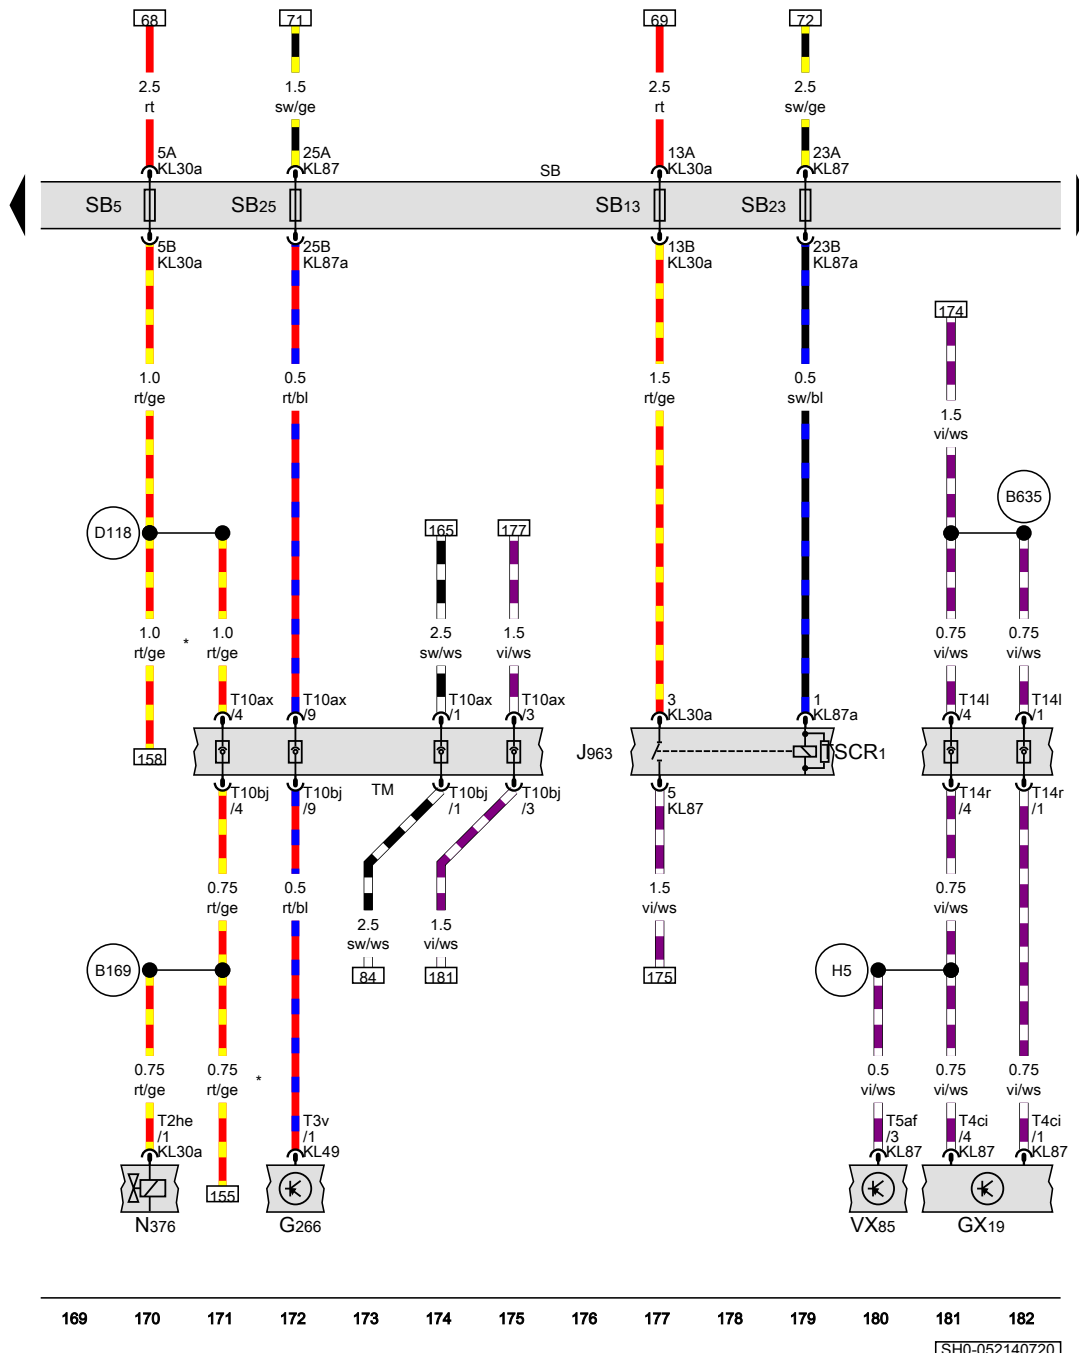 68
71
69
72
2.5
rt
1.5
sw/ge
2.5
rt
2.5
sw/ge
5A
KL30a
25A
KL87
SB
13A
KL30a
23A
KL87
SB5
SB25
SB13
SB23
5B
KL30a
25B
KL87a
13B
KL30a
23B
KL87a
174
1.0
rt/ge
0.5
rt/bl
1.5
rt/ge
0.5
sw/bl
1.5
vi/ws
B635
D118
165
177
1.0
rt/ge
*
1.0
rt/ge
2.5
sw/ws
1.5
vi/ws
0.75
vi/ws
0.75
vi/ws
T10ax
/4
T10ax
/9
T10ax
/1
T10ax
/3
3
KL30a
1
KL87a
T14l
/4
T14l
/1
158
J963
SCR1
T10bj
/4
T10bj
/9
TM
T10bj
/1
T10bj
/3
5
KL87
T14r
/4
T14r
/1
0.75
rt/ge
0.5
rt/bl
2.5
sw/ws
1.5
vi/ws
1.5
vi/ws
0.75
vi/ws
84
181
175
B169
H5
0.75
rt/ge
0.75
rt/ge
*
0.5
vi/ws
0.75
vi/ws
0.75
vi/ws
T2he
/1
KL30a
T3v
/1
KL49
T5af
/3
KL87
T4ci
/4
KL87
T4ci
/1
KL87
155
N376
G266
VX85
GX19
169 170 171 172 173 174 175 176 177 178 179 180 181 182
SH0-052140720